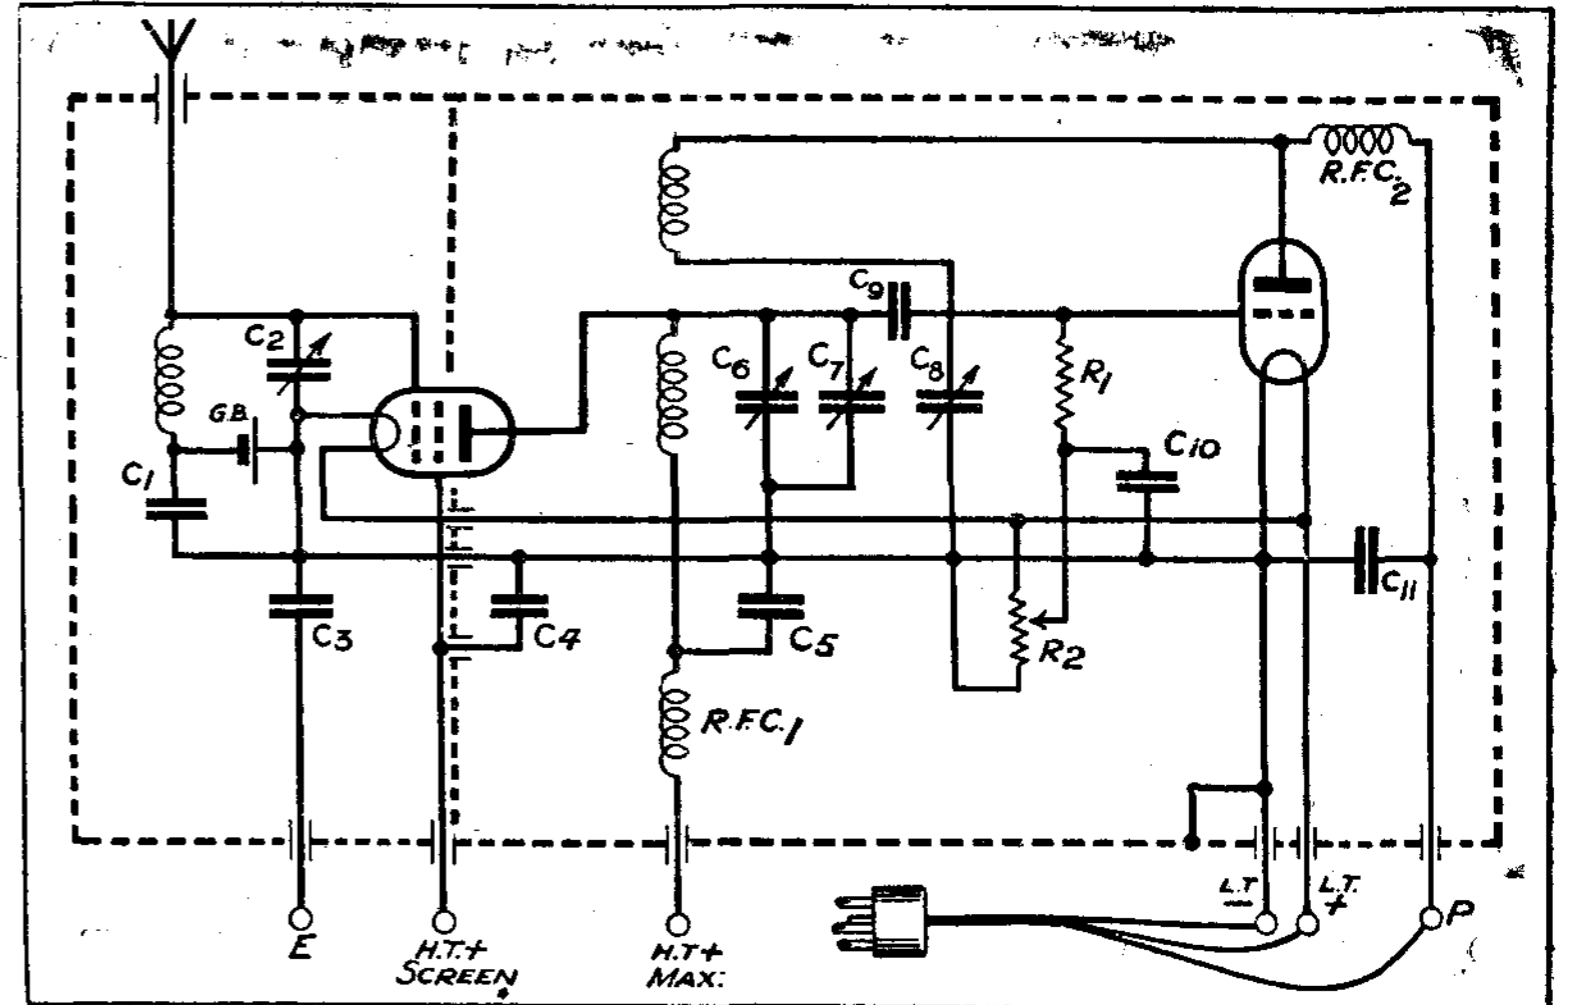 R.F.C.2
C9
C2
C6
C7
C8
R1
G.B.
C10
C1
C11
C3
C4
C5
R2
R.F.C.1
L.T
−
L.T.
+
P
E
H.T.+
SCREEN
H.T+
MAX: